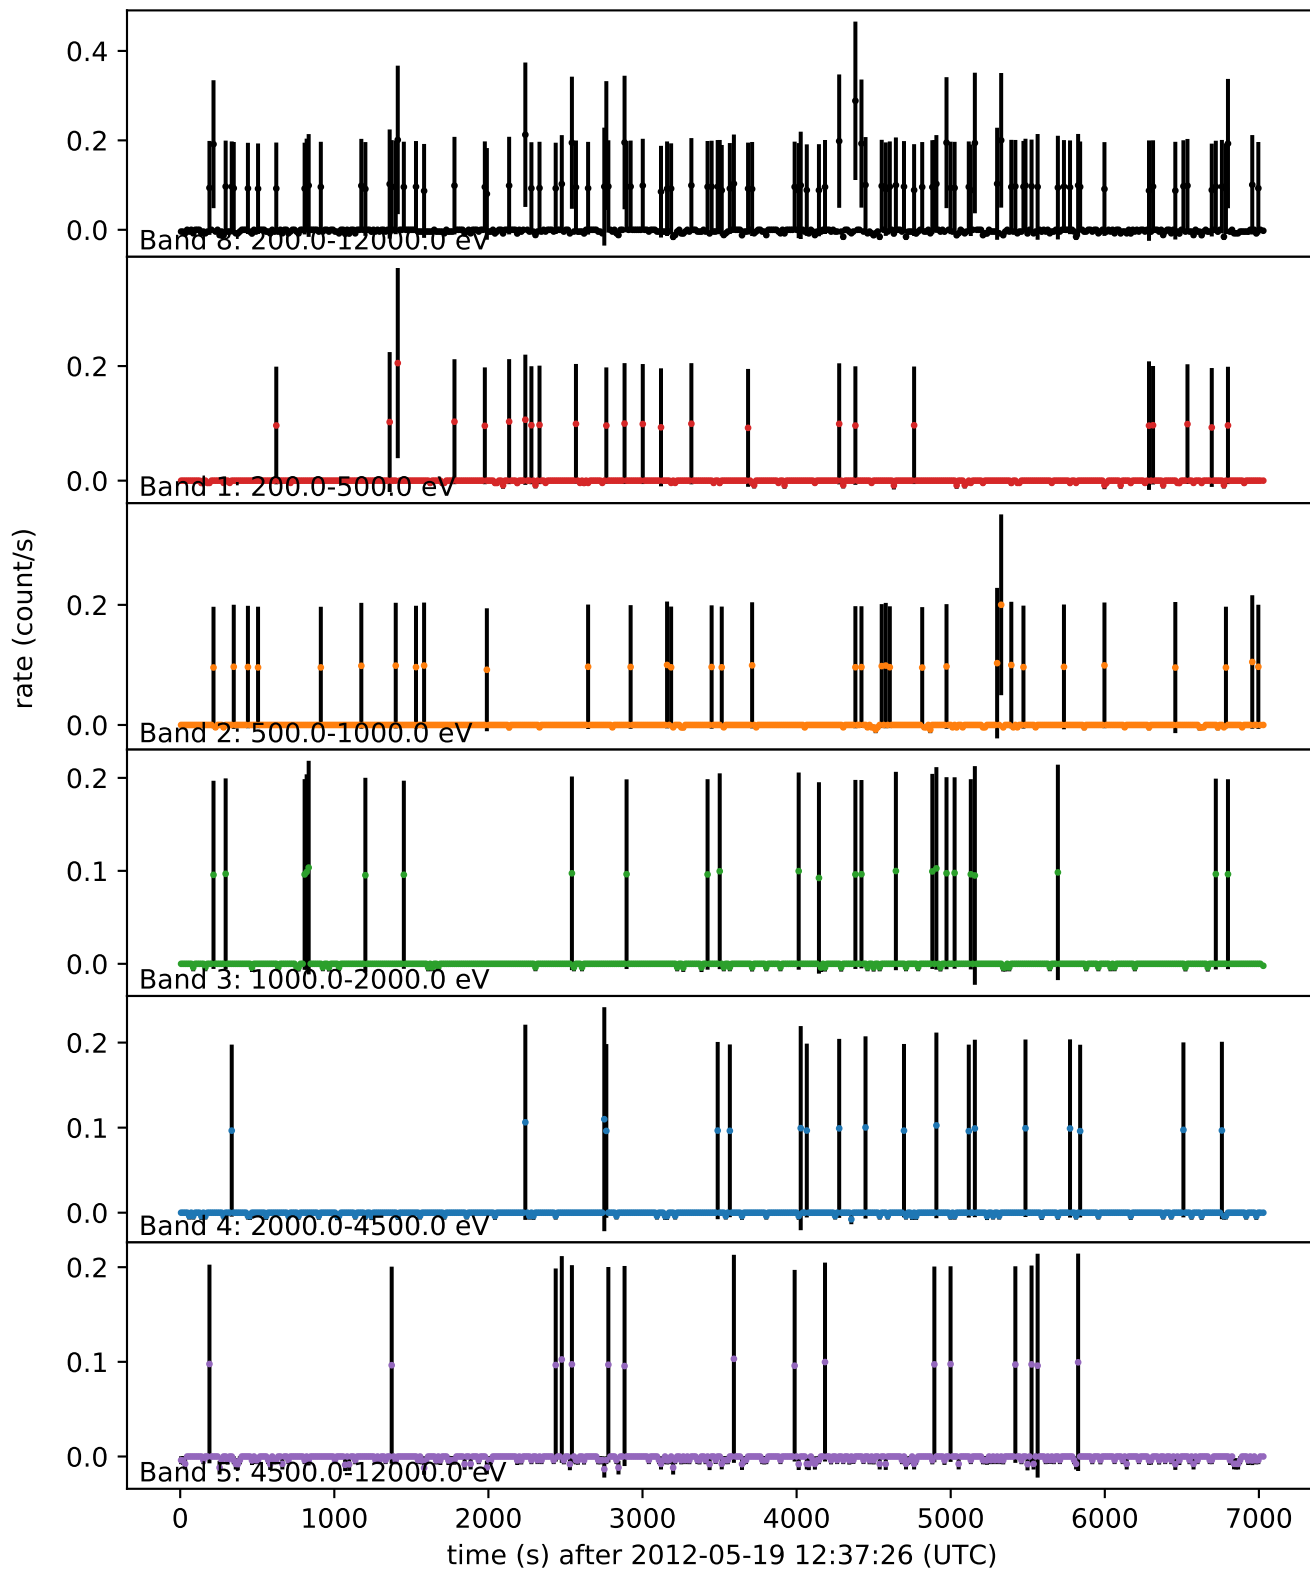 0.4
0.2
0.0
Band 8: 200.0-12000.0 eV
0.2
0.0
Band 1: 200.0-500.0 eV
rate (count/s)
0.2
0.0
Band 2: 500.0-1000.0 eV
0.2
0.1
0.0
Band 3: 1000.0-2000.0 eV
0.2
0.1
0.0
Band 4: 2000.0-4500.0 eV
0.2
0.1
0.0
Band 5: 4500.0-12000.0 eV
0 1000 2000 3000 4000 5000 6000 7000
time (s) after 2012-05-19 12:37:26 (UTC)